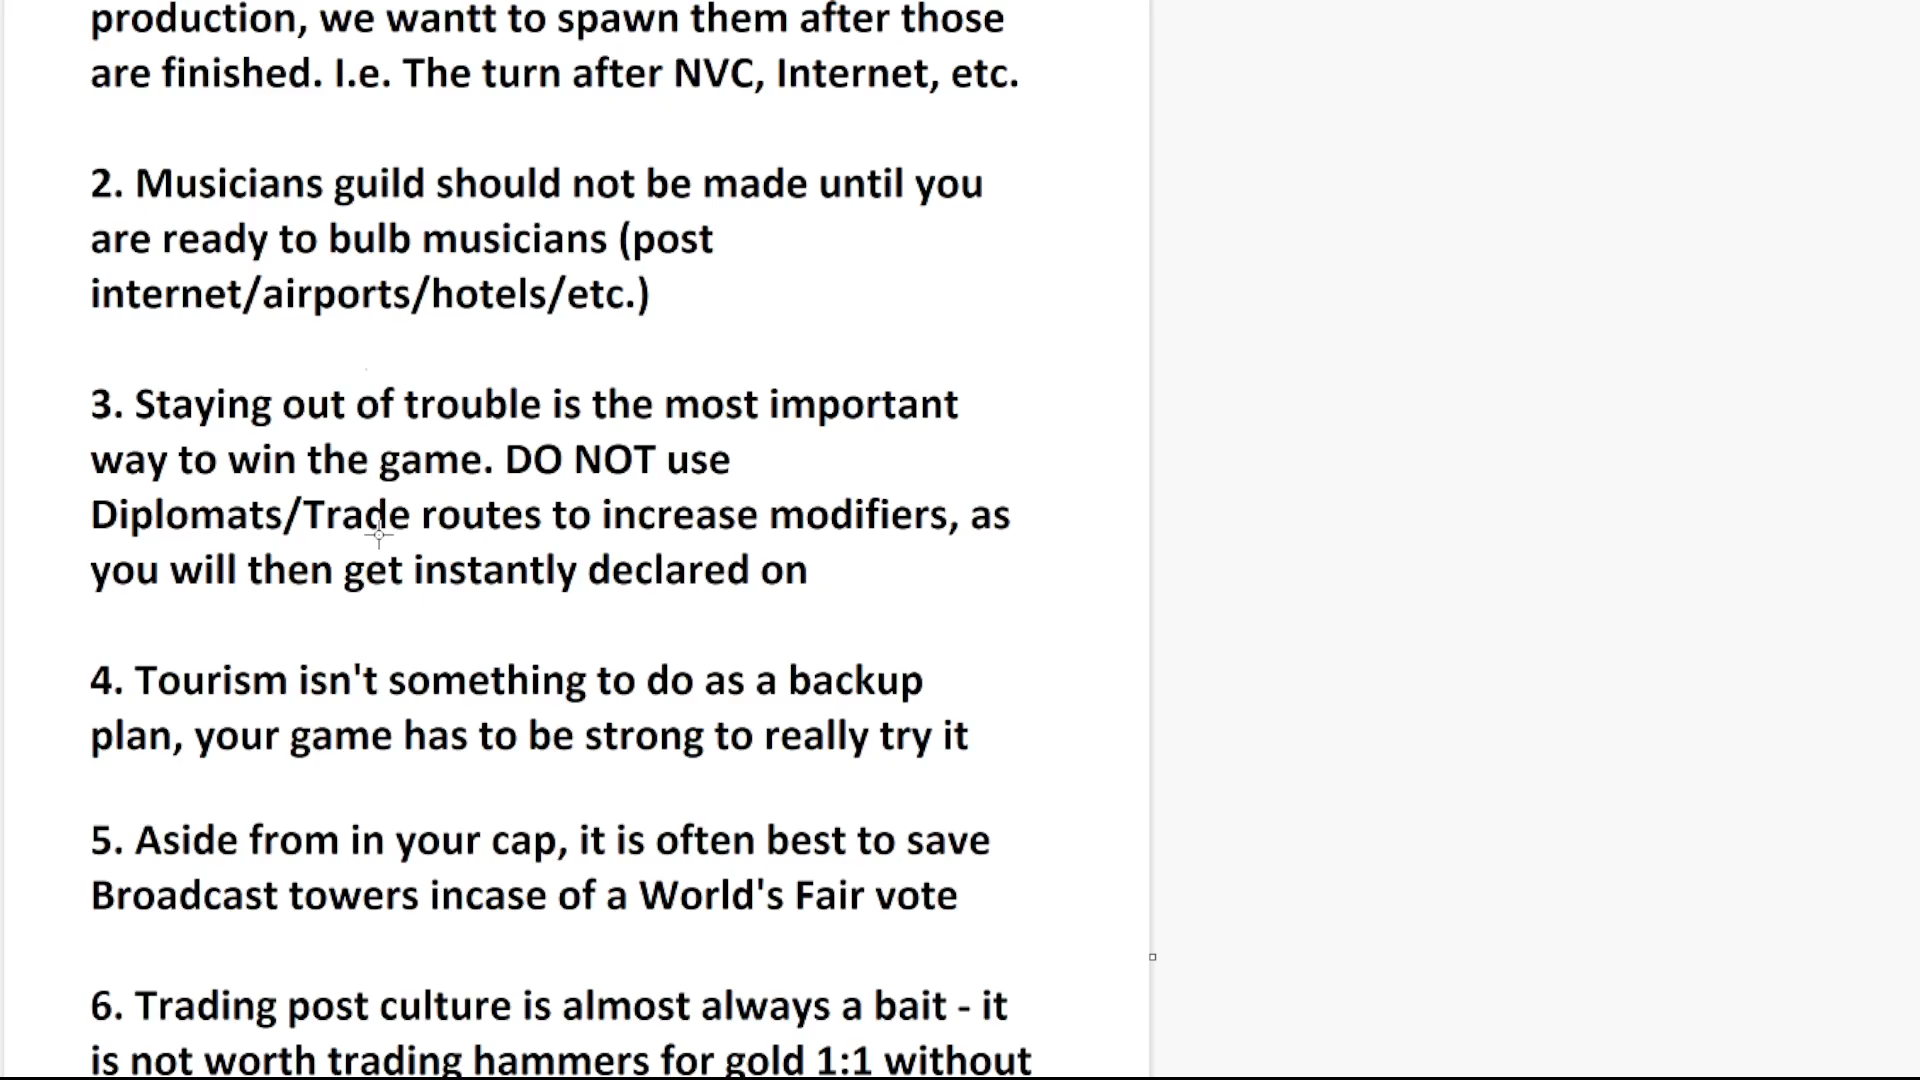 production, we wantt to spawn them after those
are finished. I.e. The turn after NVC, Internet, etc.
2. Musicians guild should not be made until you
are ready to bulb musicians (post
internet/airports/hotels/etc.)
3. Staying out of trouble is the most important
way to win the game. DO NOT use
Diplomats/Trade routes to increase modifiers, as
you will then get instantly declared on
4. Tourism isn't something to do as a backup
plan, your game has to be strong to really try it
5. Aside from in your cap, it is often best to save
Broadcast towers incase of a World's Fair vote
6. Trading post culture is almost always a bait - it
is not worth trading hammers for gold 1:1 without